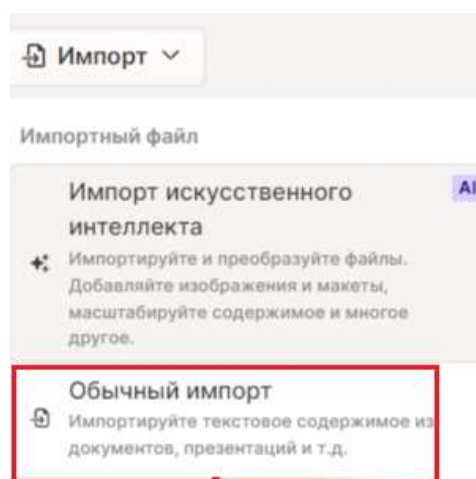 Импорт
Импортный файл
Импорт искусственного
AI
интеллекта
Импортируйте и преобразуйте файлы.
Добавляйте изображения и макеты,
масштабируйте содержимое и многое
другое.
Обычный импорт
Импортируйте текстовое содержимое из
документов, презентаций и т.д.